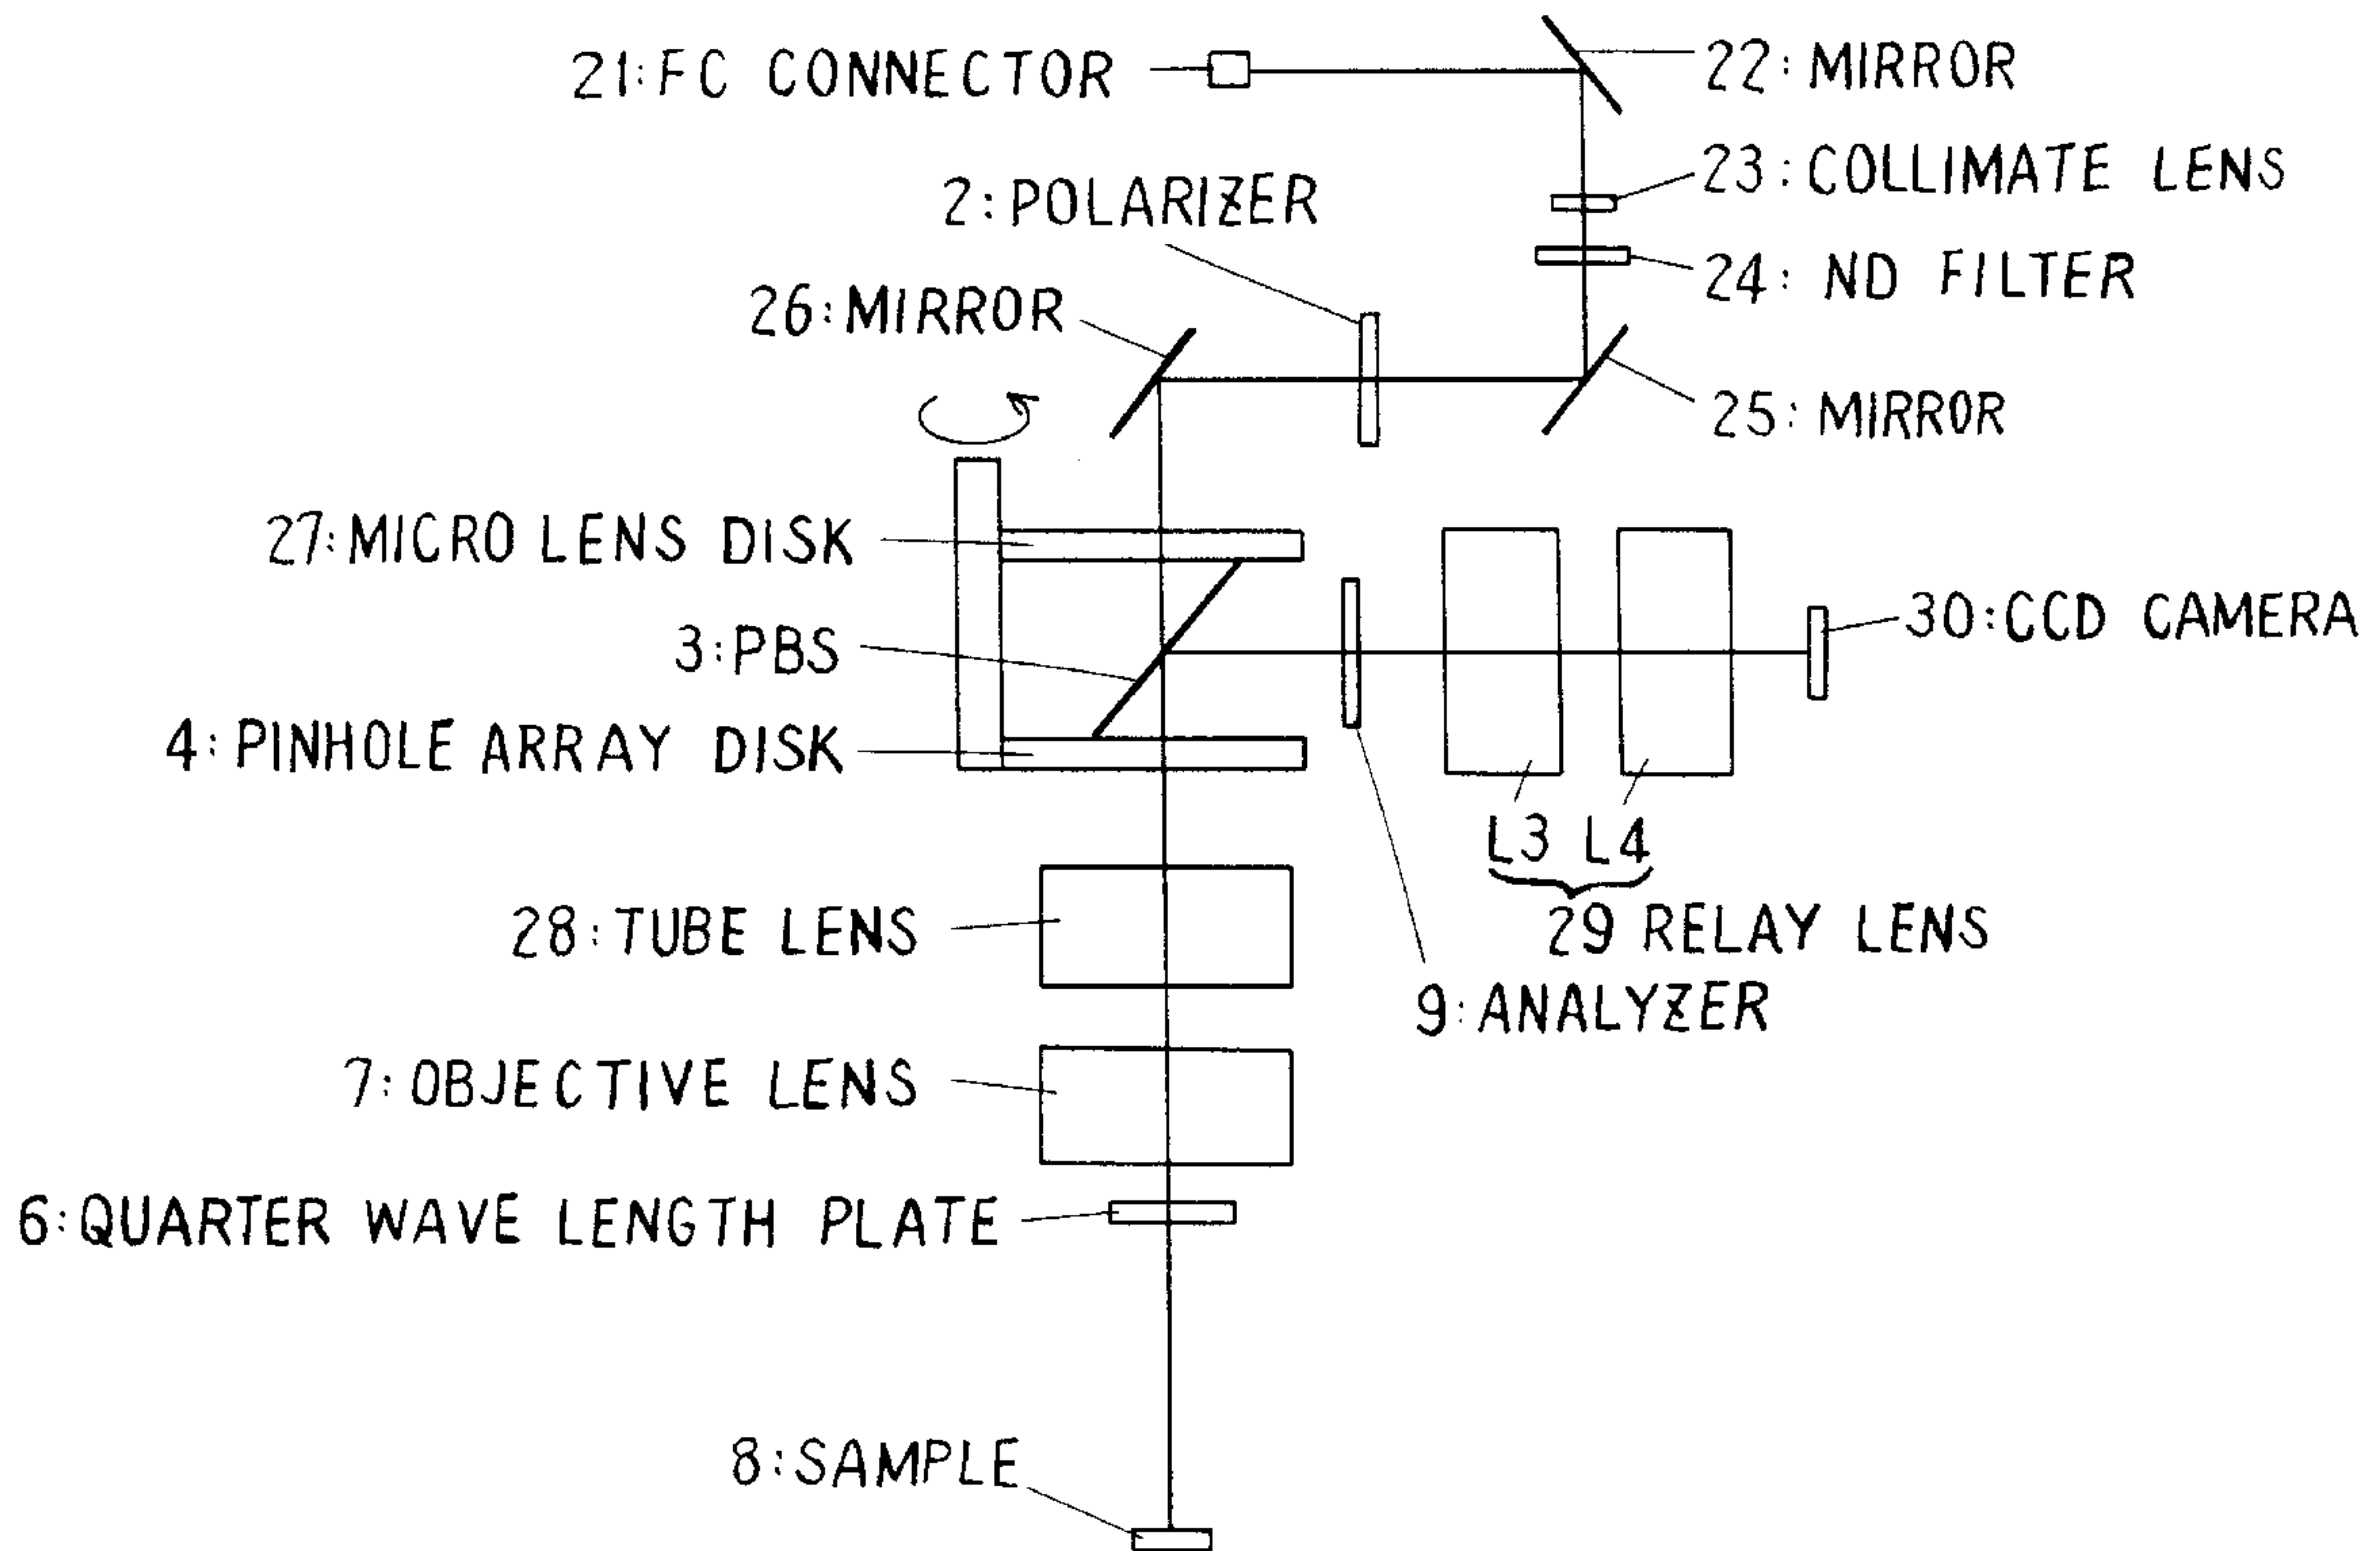 21:FC CONNECTOR
22:MIRROR
23:COLLIMATE LENS
2:POLARIZER
24: ND FILTER
26:MIRROR
25: MIRROR
27:MICRO LENS DISK
30:CCD CAMERA
3:PBS
4:PINHOLE ARRAY DISK
L3 L4
28:TUBE LENS
29 RELAY LENS
9:ANALYZER
7:OBJECTIVE LENS
6:QUARTER WAVE LENGTH PLATE
8:SAMPLE